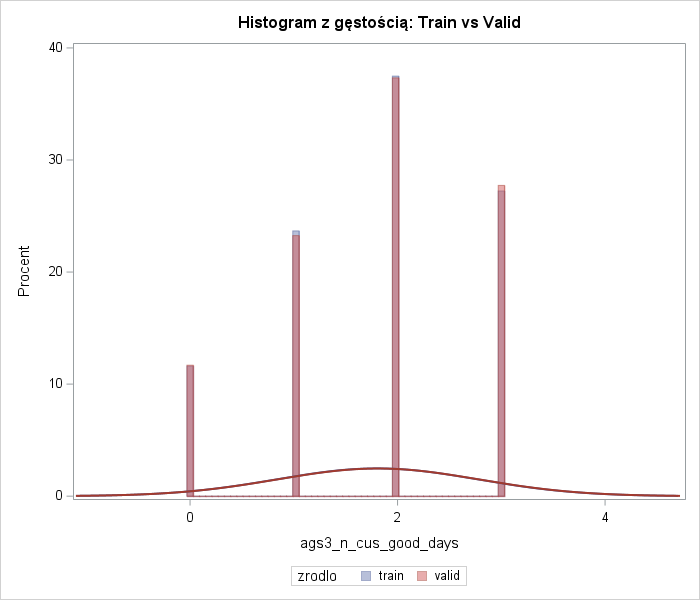 Histogram z gęstością: Train vs Valid
40
30
20
10
0
Procent
0 2 4
ags3_n_cus_good_days
zrodlo train valid